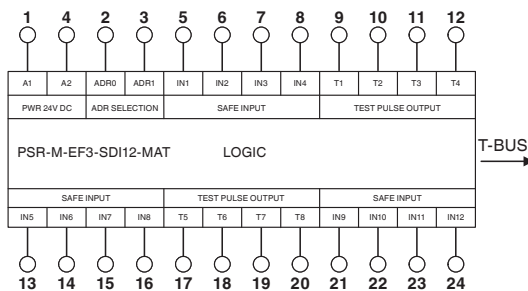 1 4 2 3 5 6 7 8 9 10 11 12
A1 A2 ADR0 ADR1 IN1 IN2 IN3 IN4 T1 T2 T3 T4
PWR 24V DC ADR SELECTION SAFE INPUT TEST PULSE OUTPUT
PSR-M-EF3-SDI12-MAT LOGIC
T-BUS
SAFE INPUT TEST PULSE OUTPUT SAFE INPUT
IN5 IN6 IN7 IN8 T5 T6 T7 T8 IN9 IN10 IN11 IN12
13 14 15 16 17 18 19 20 21 22 23 24